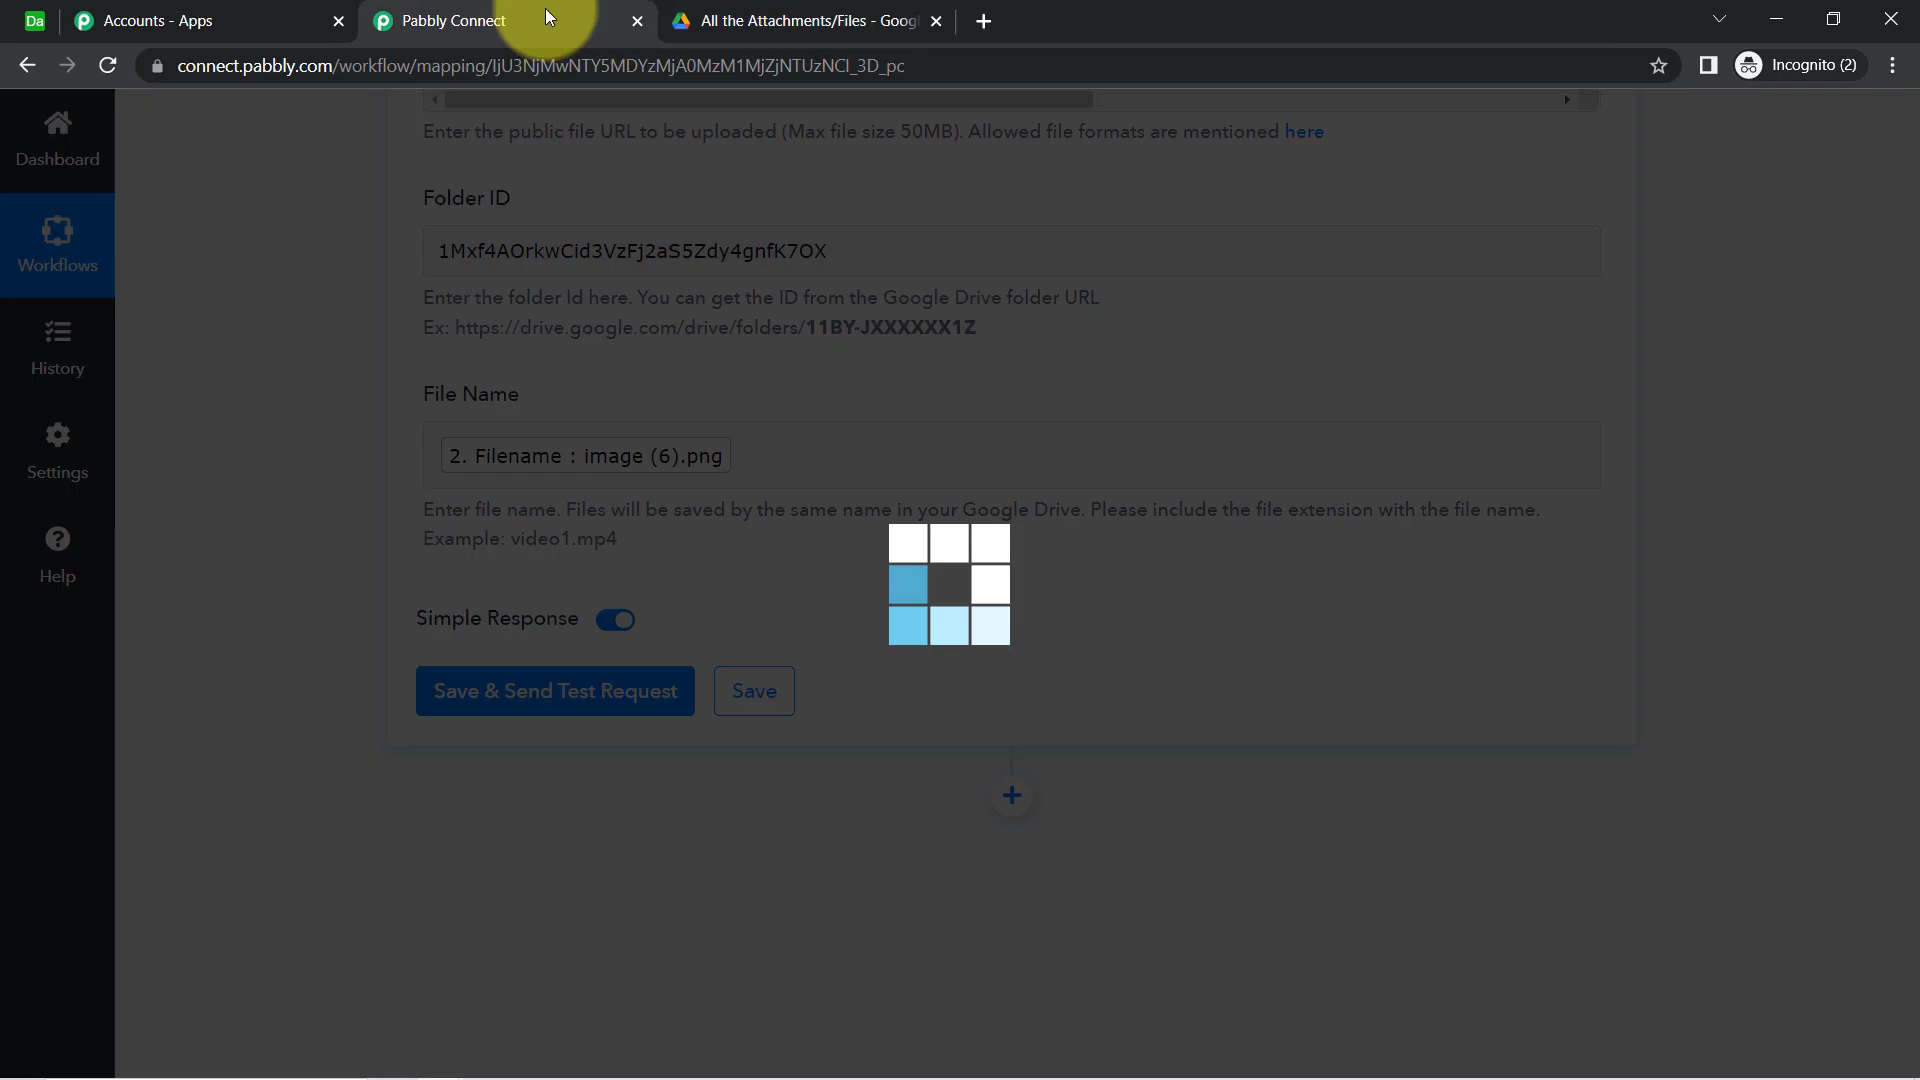 Da
Accounts - Apps
Pabbly Connect
All the Attachments/Files - Goog
connect.pabbly.com/workflow/mapping/IjU3NjMwNTY5MDYzMjA0MzM1MjZjNTUzNCI_3D_pc
Incognito (2)
Dashboard
Workflows
History
Settings
Help
Enter the public file URL to be uploaded (Max file size 50MB). Allowed file formats are mentioned here
Folder ID
1Mxf4AOrkwCid3VzFj2aS5Zdy4gnfK7OX
Enter the folder Id here. You can get the ID from the Google Drive folder URL
Ex: https://drive.google.com/drive/folders/11BY-JXXXXXX1Z
File Name
2. Filename : image (6).png
Enter file name. Files will be saved by the same name in your Google Drive. Please include the file extension with the file name.
Example: video1.mp4
Simple Response
Save & Send Test Request
Save